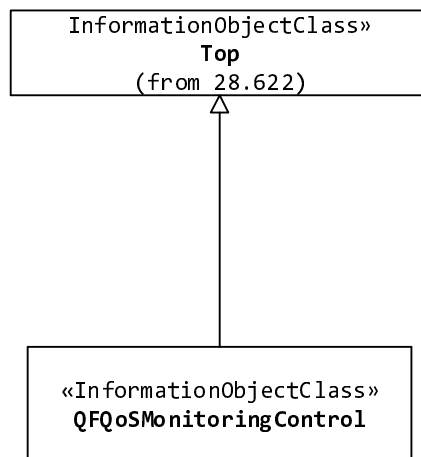 InformationObjectClass»
Top
(from 28.622)
«InformationObjectClass»
QFQoSMonitoringControl